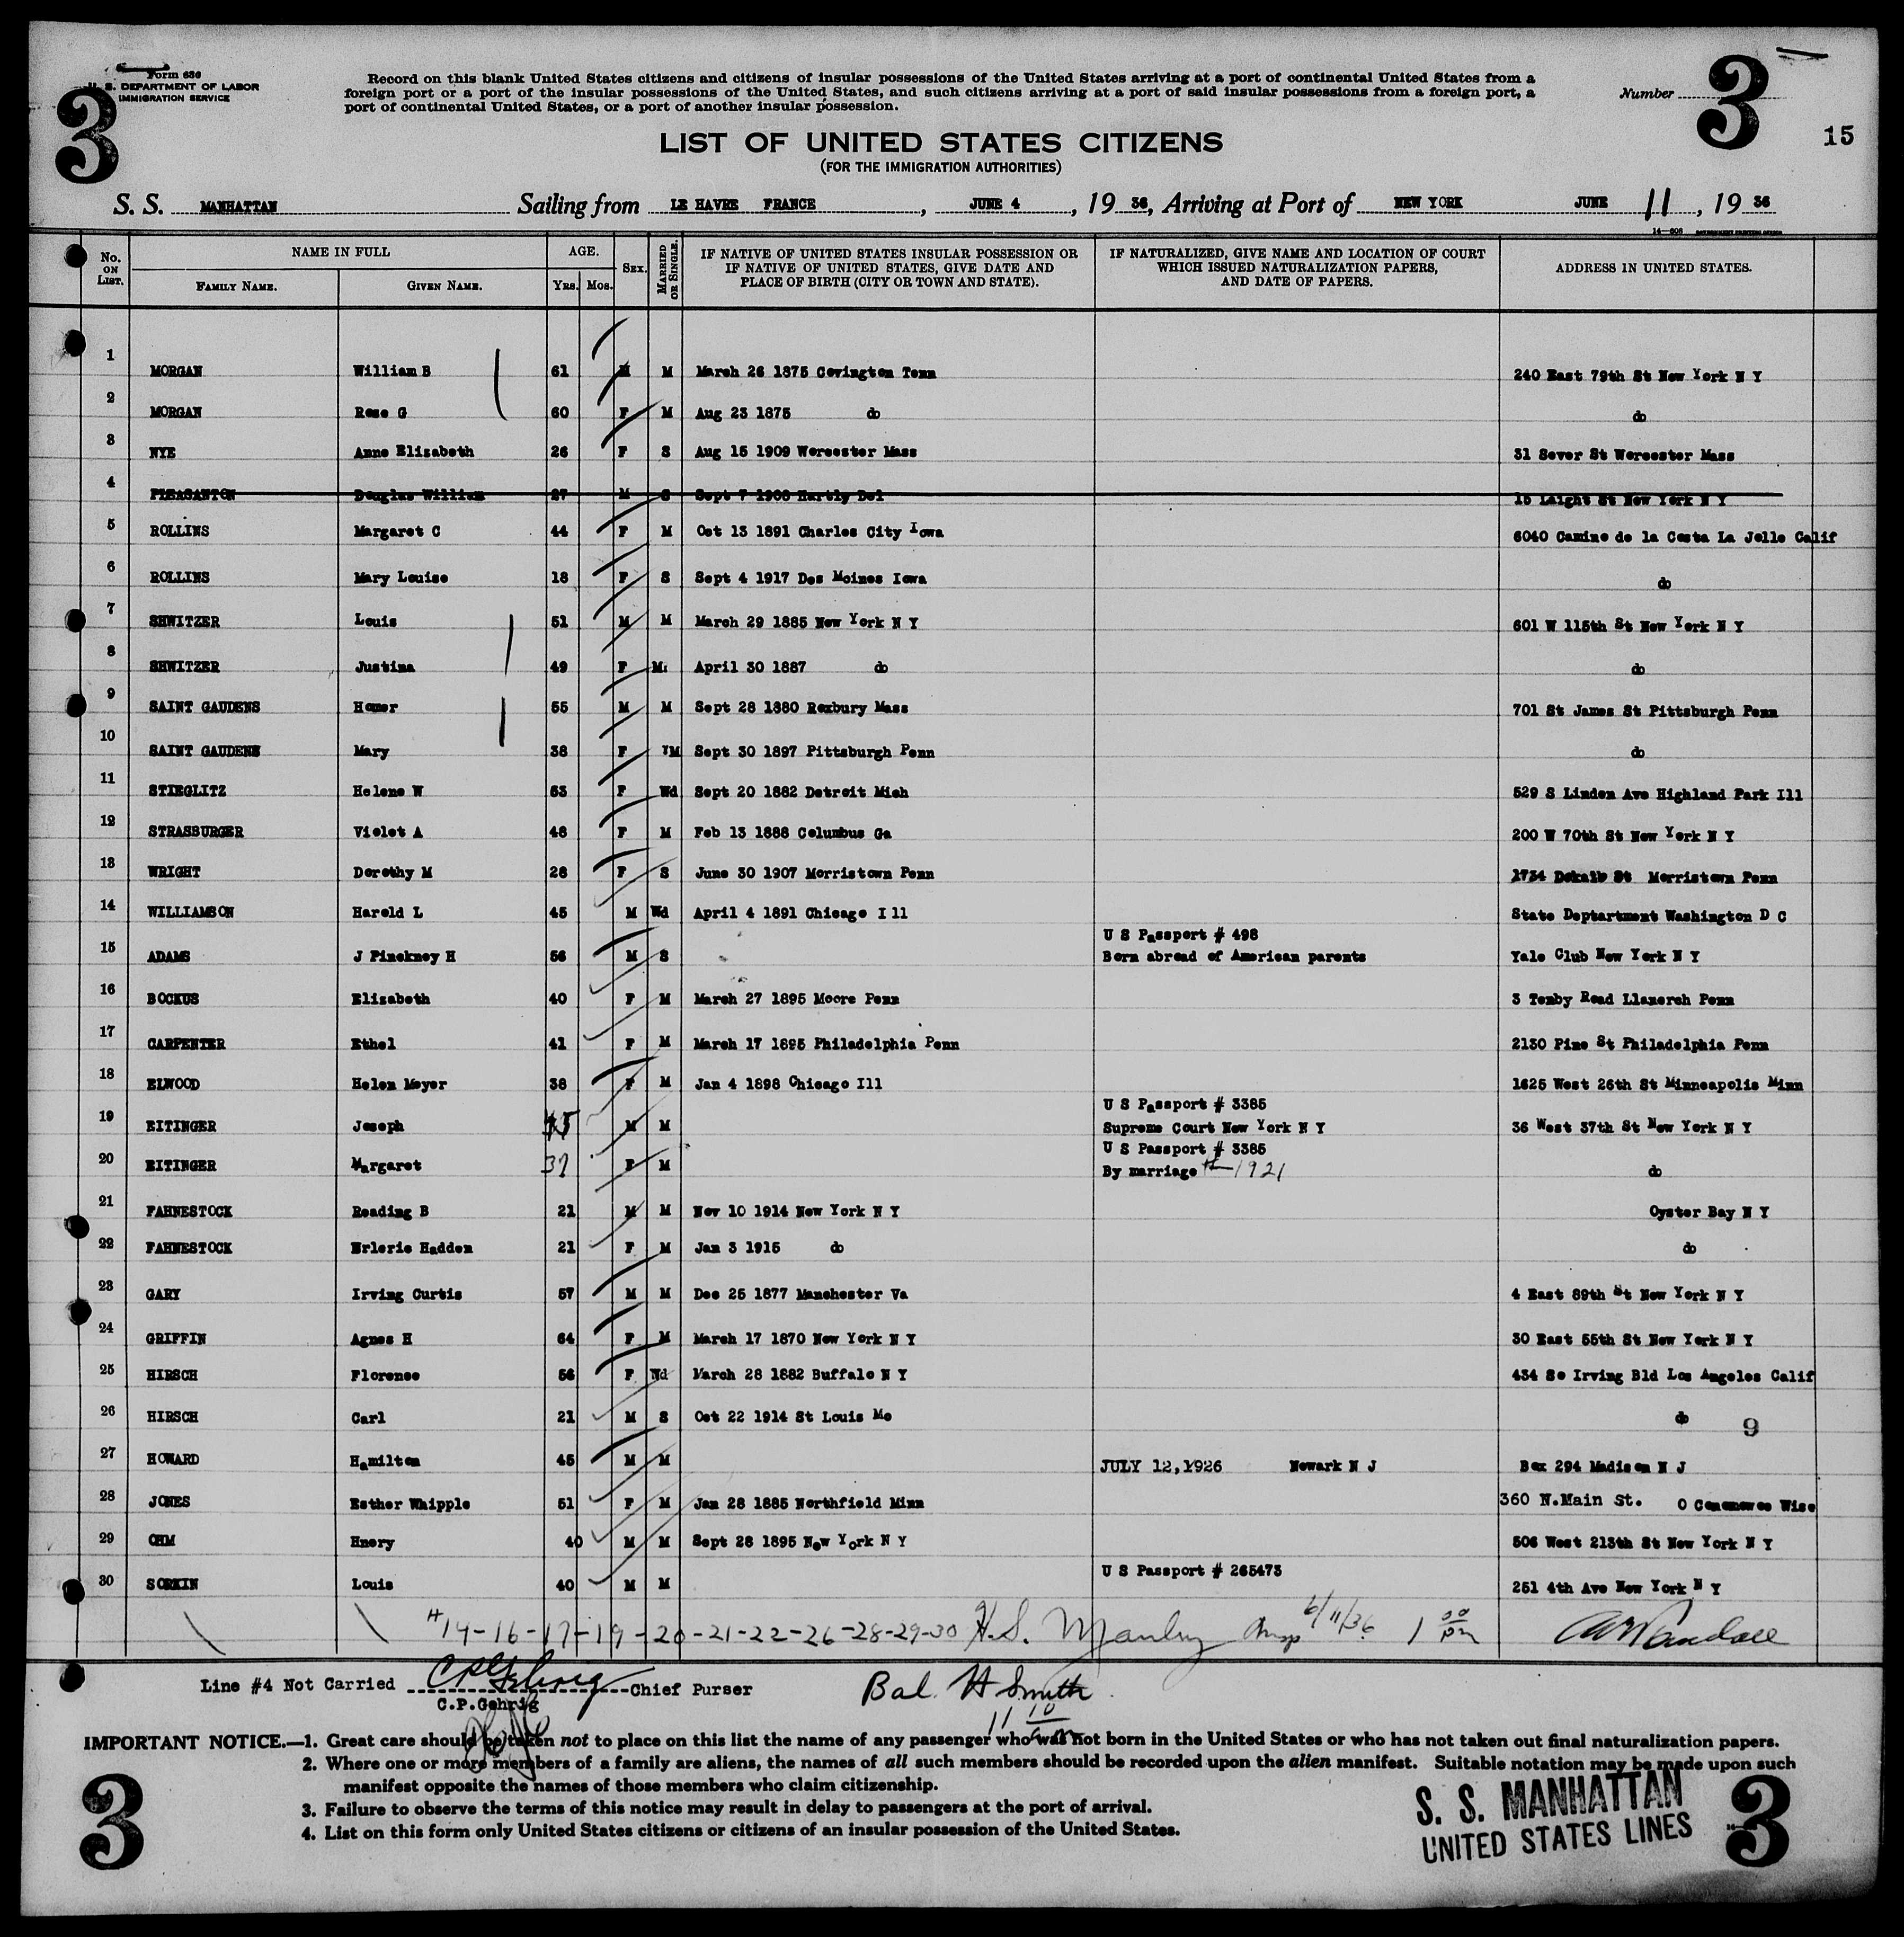 Form 630
U. S. DEPARTMENT OF LABOR
IMMIGRATION SERVICE
3
Record on this blank United States citizens and citizens of insular possessions of the United States arriving at a port of continental United States from a
foreign port or a port of the insular possessions of the United States, and such citizens arriving at a port of said insular possessions from a foreign port, a
port of continental United States, or a port of another insular possession.
Number
3
15
LIST OF UNITED STATES CITIZENS
(FOR THE IMMIGRATION AUTHORITIES)
S. S. MANHATTAN Sailing from LE HAVRE FRANCE, JUNE 4, 19 36, Arriving at Port of NEW YORK JUNE 11, 19 36
14—606 GOVERNMENT PRINTING OFFICE
No. ON LIST. NAME IN FULL FAMILY NAME. GIVEN NAME. AGE. YRS. MOS. SEX. MARRIED OR SINGLE. IF NATIVE OF UNITED STATES INSULAR POSSESSION OR IF NATIVE OF UNITED STATES, GIVE DATE AND PLACE OF BIRTH (CITY OR TOWN AND STATE). IF NATURALIZED, GIVE NAME AND LOCATION OF COURT WHICH ISSUED NATURALIZATION PAPERS, AND DATE OF PAPERS. ADDRESS IN UNITED STATES.
1 MORGAN William B 61 M M March 26 1875 Covington Tenn 240 East 79th St New York N Y
2 MORGAN Rose G 60 F M Aug 23 1875 do do
3 NYE Anne Elizabeth 26 F S Aug 15 1909 Worcester Mass 31 Sever St Worcester Mass
4 PLEASANTON Douglas William 27 M S Sept 7 1908 Hartly Del 15 Laight St New York N Y
5 ROLLINS Margaret C 44 F M Oct 13 1891 Charles City Iowa 6040 Camino de la Costa La Jolla Calif
6 ROLLINS Mary Louise 18 F S Sept 4 1917 Des Moines Iowa do
7 SHWITZER Louis 51 M M March 29 1885 New York N Y 601 W 115th St New York N Y
8 SHWITZER Justina 49 F M April 30 1887 do do
9 SAINT GAUDENS Homer 55 M M Sept 28 1880 Roxbury Mass 701 St James St Pittsburgh Penn
10 SAINT GAUDENS Mary 38 F M Sept 30 1897 Pittsburgh Penn do
11 STIEGLITZ Helene W 53 F Wd Sept 20 1882 Detroit Mich 529 S Linden Ave Highland Park Ill
12 STRASBURGER Violet A 48 F M Feb 13 1888 Columbus Ga 200 W 70th St New York N Y
13 WRIGHT Dorothy M 28 F S June 30 1907 Morristown Penn 1734 Dekalb St Morristown Penn
14 WILLIAMSON Harold L 45 M Wd April 4 1891 Chicago I ll State Deptartment Washington D C
U S Passport # 498
15 ADAMS J Pinckney H 56 M S Born abroad of American parents Yale Club New York N Y
16 BOCKUS Elizabeth 40 F M March 27 1895 Moore Penn 3 Tenby Road Llanerch Penn
17 CARPENTER Ethel 41 F M March 17 1895 Philadelphia Penn 2130 Pine St Philadelphia Penn
18 ELWOOD Helen Meyer 38 F M Jan 4 1898 Chicago Ill 1625 West 26th St Minneapolis Minn
U S Passport # 3385
19 EITINGER Joseph 45 M M Supreme Court New York N Y 36 West 37th St New York N Y
U S Passport # 3385
20 EITINGER Margaret 37 F M By marriage 1921 do
21 FAHNESTOCK Reading B 21 M M Nov 10 1914 New York N Y Oyster Bay N Y
22 FAHNESTOCK Erlerie Hadden 21 F M Jan 3 1915 do do
23 GARY Irving Curtis 57 M M Dec 25 1877 Manchester Va 4 East 89th St New York N Y
24 GRIFFIN Agnes H 64 F M March 17 1870 New York N Y 30 East 55th St New York N Y
25 HIRSCH Florence 56 F Wd March 28 1882 Buffalo N Y 434 So Irving Bld Los Angeles Calif
26 HIRSCH Carl 21 M S Oct 22 1914 St Louis Mo do 9
27 HOWARD Hamilton 45 M M JULY 12,1926 Newark N J Box 294 Madison N J
28 JONES Esther Whipple 51 F M Jan 28 1885 Northfield Minn 360 N.Main St. O Conomowoc Wisc
29 OHM Hnery 40 M M Sept 28 1895 New York N Y 506 West 213th St New York N Y
U S Passport # 265473
30 SORKIN Louis 40 M M 251 4th Ave New York N Y
# 14-16-17-19-20-21-22-26-28-29-30 H.S. Manley Insp 6/11/36 1 00 pm
Line #4 Not Carried Chief Purser
C.P.Gehrig
Bal. H Smith
11 10 am
IMPORTANT NOTICE.—1. Great care should be taken not to place on this list the name of any passenger who was not born in the United States or who has not taken out final naturalization papers.
2. Where one or more members of a family are aliens, the names of all such members should be recorded upon the alien manifest. Suitable notation may be made upon such
manifest opposite the names of those members who claim citizenship.
3. Failure to observe the terms of this notice may result in delay to passengers at the port of arrival.
4. List on this form only United States citizens or citizens of an insular possession of the United States.
3
S. S. MANHATTAN
UNITED STATES LINES
3